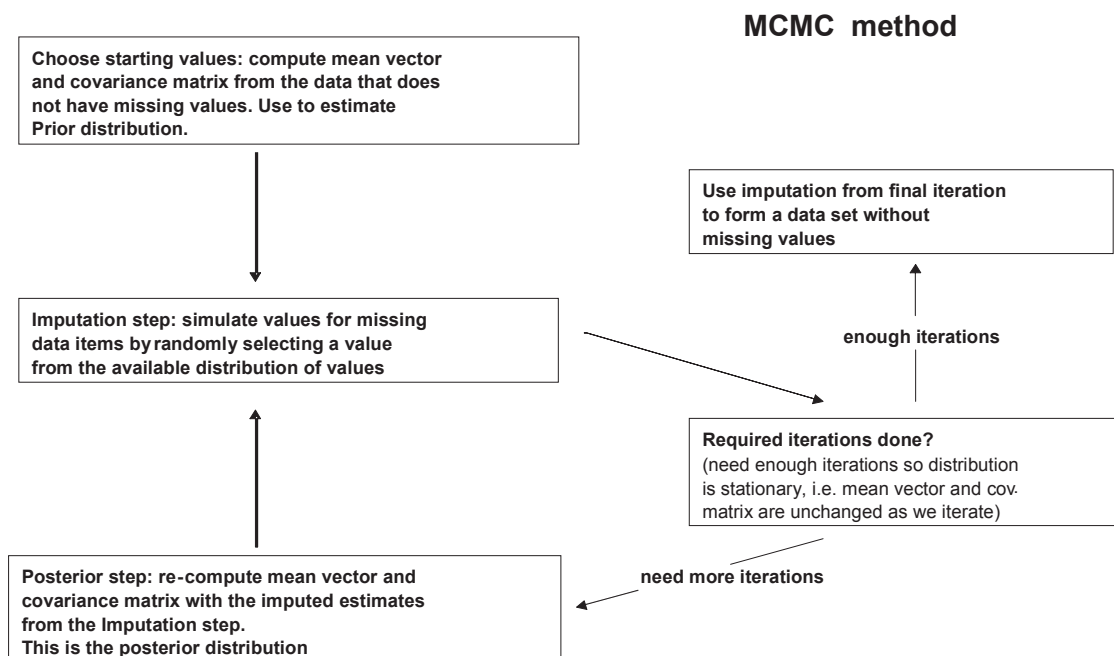 MCMC method
Choose starting values: compute mean vector
and covariance matrix from the data that does
not have missing values. Use to estimate
Prior distribution.
Use imputation from final iteration
to form a data set without
missing values
Imputation step: simulate values for missing
data items by randomly selecting a value
from the available distribution of values
enough iterations
Required iterations done?
(need enough iterations so distribution
is stationary, i.e. mean vector and cov.
matrix are unchanged as we iterate)
need more iterations
Posterior step: re-compute mean vector and
covariance matrix with the imputed estimates
from the Imputation step.
This is the posterior distribution